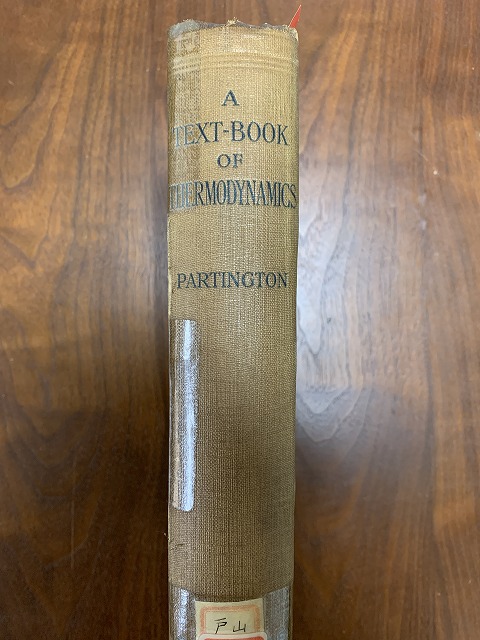 A
TEXT-BOOK
OF
THERMODYNAMICS
PARTINGTON
戸山